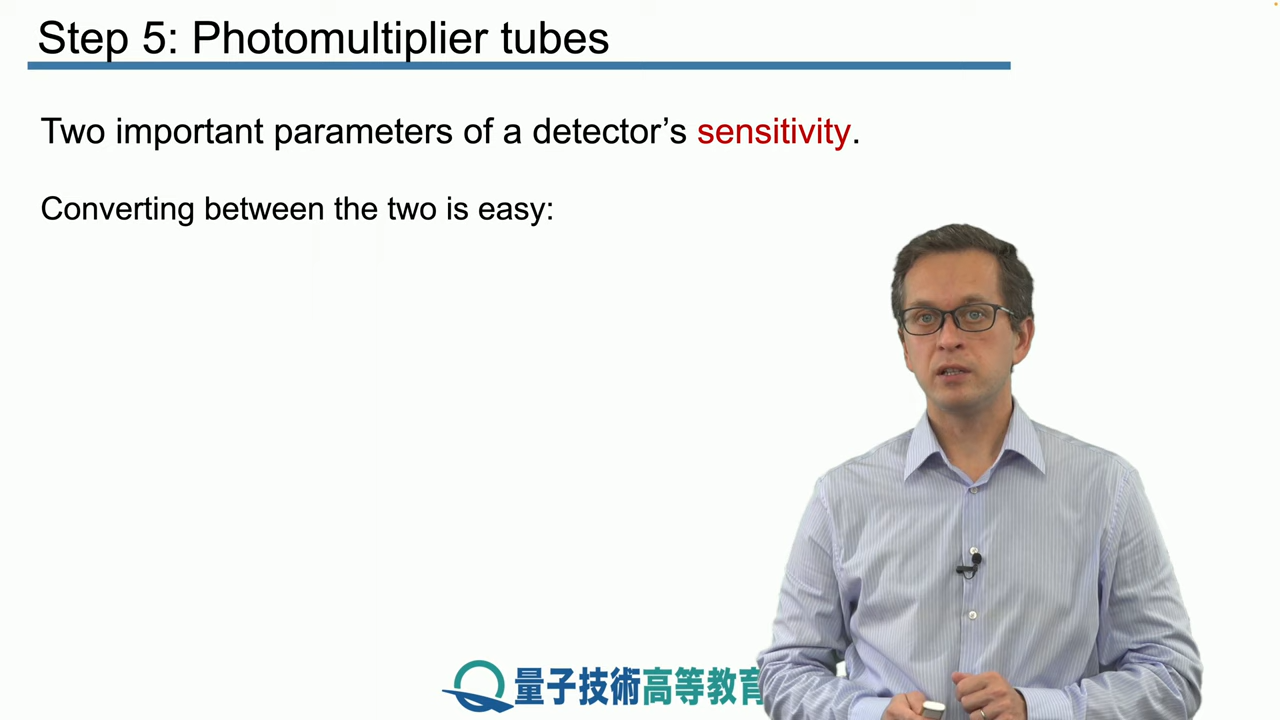 Step 5: Photomultiplier tubes
Two important parameters of a detector’s sensitivity.
Converting between the two is easy:
量子技術高等教育